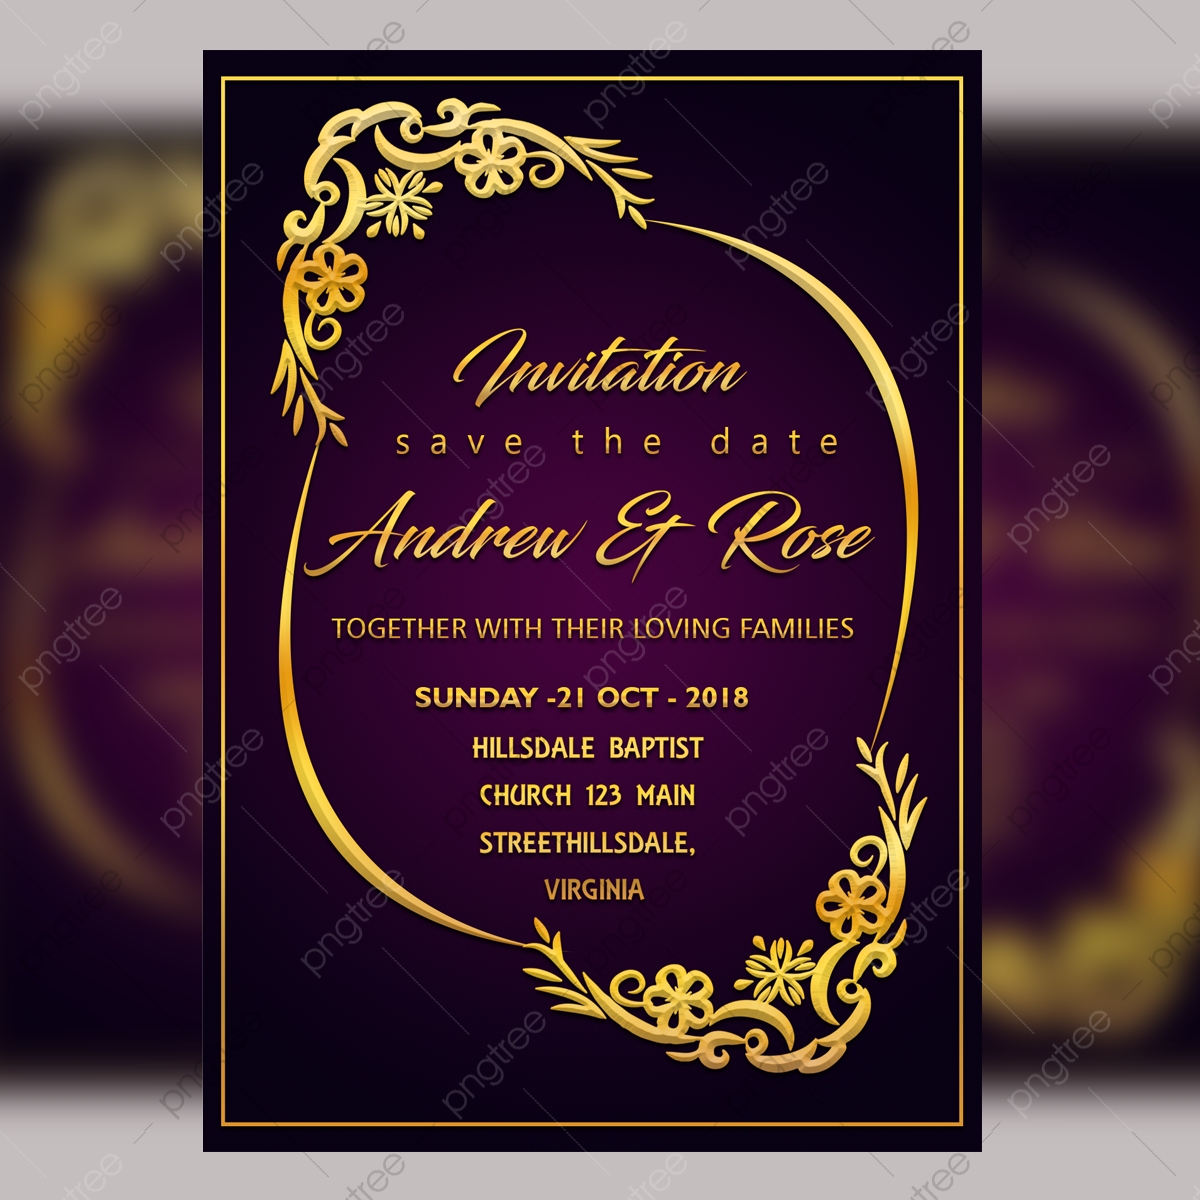 Invitation
save the date
Andrew & Rose
TOGETHER WITH THEIR LOVING FAMILIES
SUNDAY -21 OCT - 2018
HILLSDALE BAPTIST
CHURCH 123 MAIN
STREETHILLSDALE,
VIRGINIA
pngtree